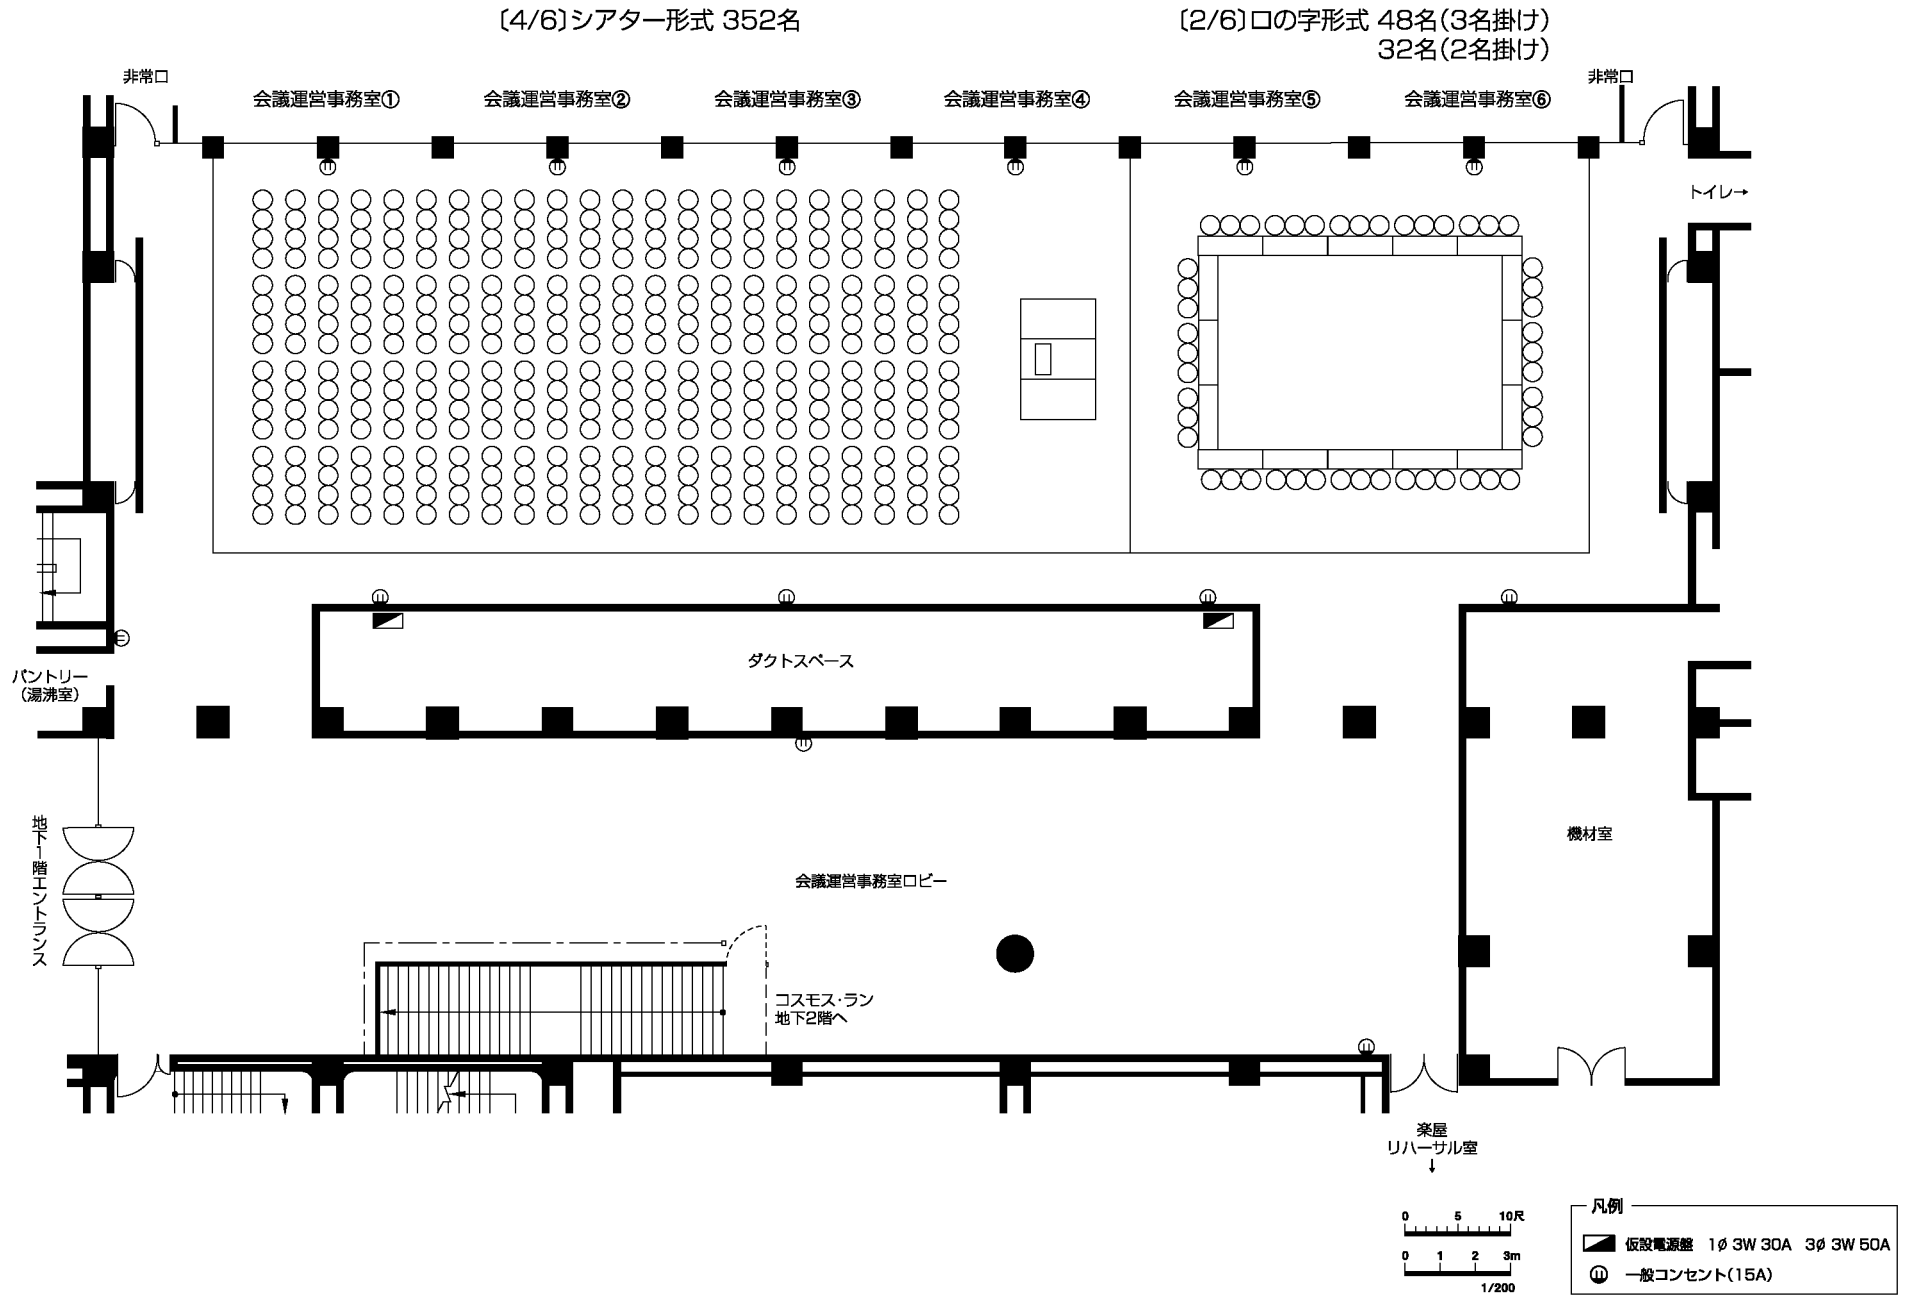 〔4/6〕シアター形式 352名
〔2/6〕ロの字形式 48名(3名掛け)
32名(2名掛け)
非常口
会議運営事務室①
会議運営事務室②
会議運営事務室③
会議運営事務室④
会議運営事務室⑤
会議運営事務室⑥
非常口
トイレ→
ダクトスペース
パントリー
(湯沸室)
地下1階エントランス
機材室
会議運営事務室ロビー
コスモス・ラン
地下2階へ
楽屋
リハーサル室
↓
0 5 10尺
0 1 2 3m
1/200
凡例
仮設電源盤 1φ 3W 30A 3φ 3W 50A
一般コンセント(15A)